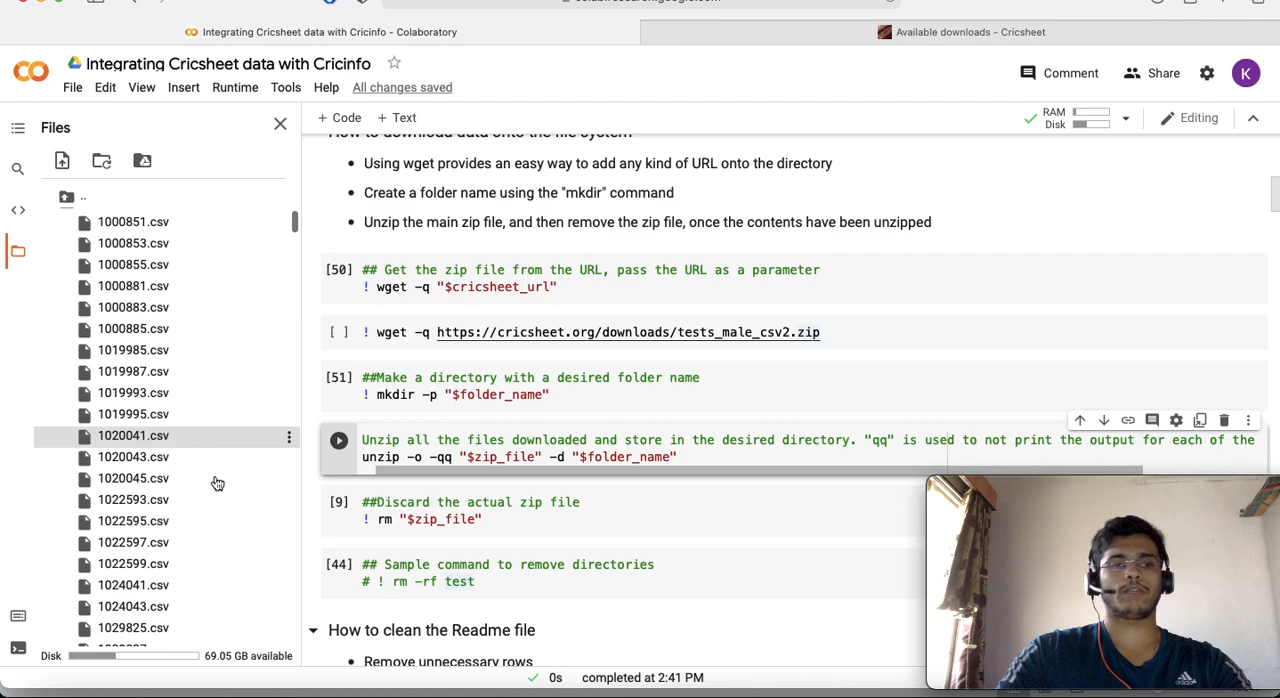 Integrating Cricsheet data with Cricinfo - Colaboratory
Available downloads - Cricsheet
Integrating Cricsheet data with Cricinfo
Comment
Share
K
File Edit View Insert Runtime Tools Help All changes saved
Files
+ Code + Text
RAM
Disk
Editing
..
1000851.csv
1000853.csv
1000855.csv
1000881.csv
1000883.csv
1000885.csv
1019985.csv
1019987.csv
1019993.csv
1019995.csv
1020041.csv
1020043.csv
1020045.csv
1022593.csv
1022595.csv
1022597.csv
1022599.csv
1024041.csv
1024043.csv
1029825.csv
Disk 69.05 GB available
How to download data onto the file system
• Using wget provides an easy way to add any kind of URL onto the directory
• Create a folder name using the "mkdir" command
• Unzip the main zip file, and then remove the zip file, once the contents have been unzipped
[50] ## Get the zip file from the URL, pass the URL as a parameter
! wget -q "$cricsheet_url"
[ ] ! wget -q https://cricsheet.org/downloads/tests_male_csv2.zip
[51] ##Make a directory with a desired folder name
! mkdir -p "$folder_name"
Unzip all the files downloaded and store in the desired directory. "qq" is used to not print the output for each of the
unzip -o -qq "$zip_file" -d "$folder_name"
[9] ##Discard the actual zip file
! rm "$zip_file"
[44] ## Sample command to remove directories
# ! rm -rf test
How to clean the Readme file
• Remove unnecessary rows
0s completed at 2:41 PM
adidas